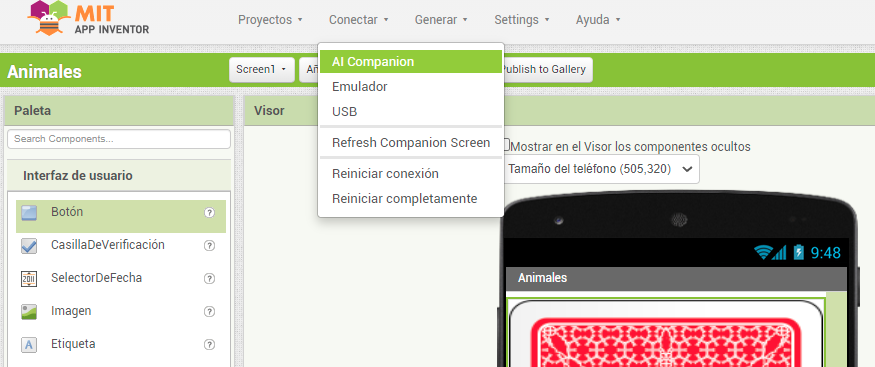 MIT
APP INVENTOR
Proyectos Conectar Generar Settings Ayuda
Animales
Screen1
Publish to Gallery
AI Companion
Emulador
USB
Refresh Companion Screen
Reiniciar conexión
Reiniciar completamente
Paleta
Search Components...
Interfaz de usuario
Botón
CasillaDeVerificación
SelectorDeFecha
Imagen
Etiqueta
Visor
Mostrar en el Visor los componentes ocultos
Tamaño del teléfono (505,320)
9:48
Animales